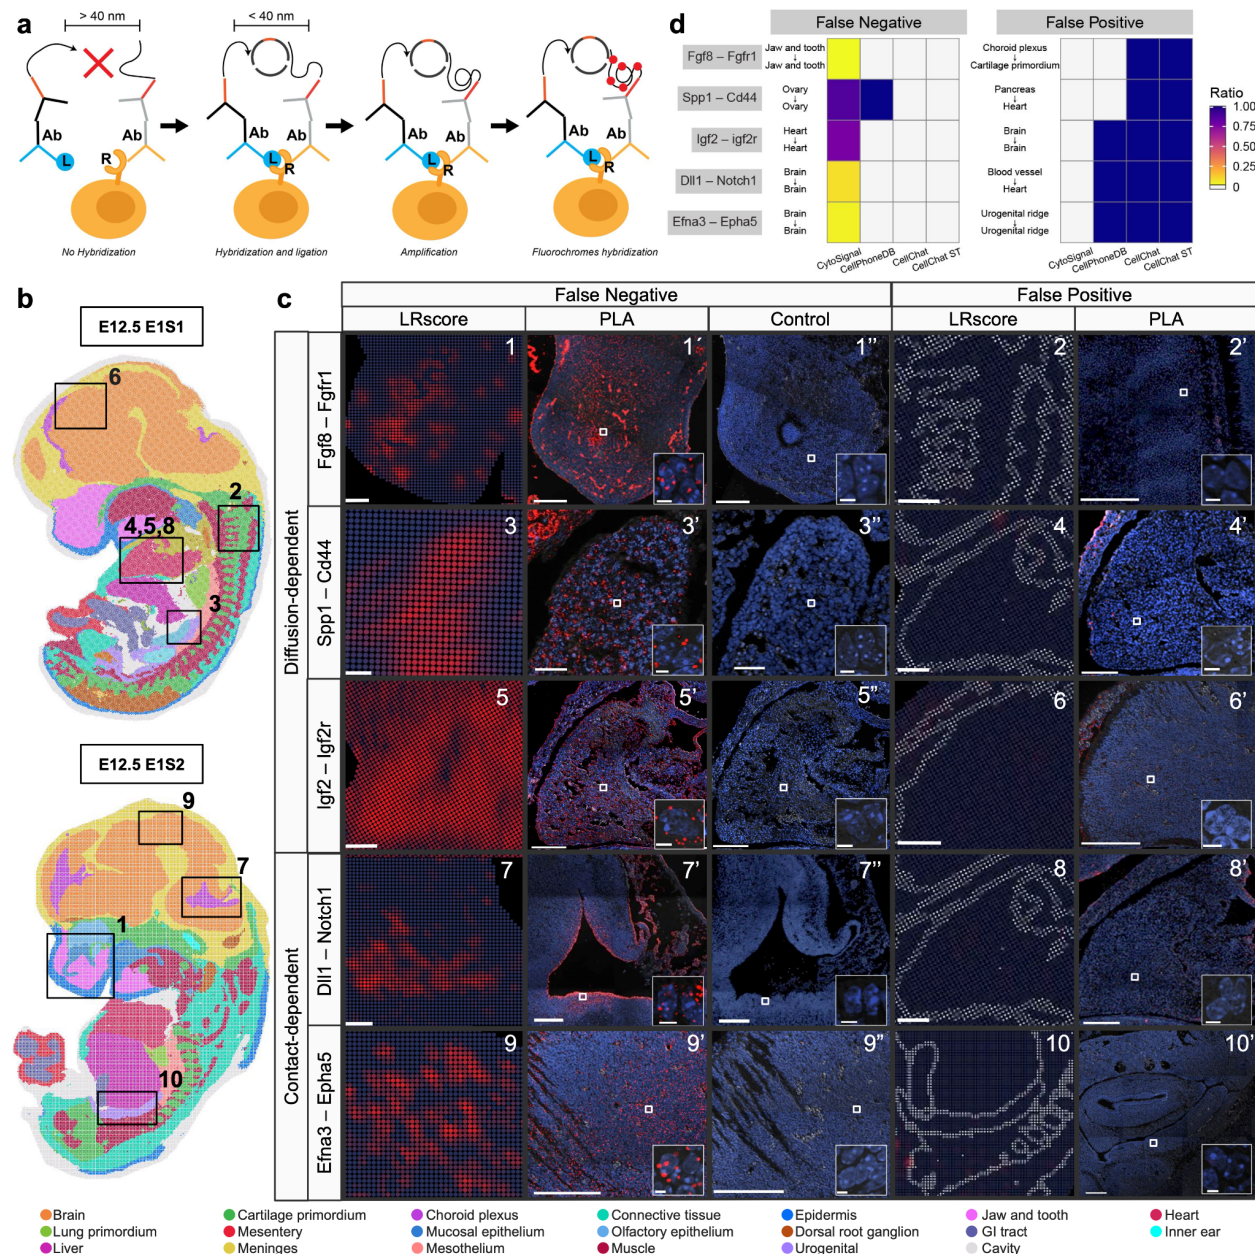 a
> 40 nm
< 40 nm
Ab
Ab
L
R
Ab
Ab
L
R
Ab
Ab
L
R
Ab
Ab
L
R
No Hybridization
Hybridization and ligation
Amplification
Fluorochromes hybridization
d
False Negative
False Positive
Fgf8 – Fgfr1
Jaw and tooth
↓
Jaw and tooth
Choroid plexus
↓
Cartilage primordium
Spp1 – Cd44
Ovary
↓
Ovary
Pancreas
↓
Heart
Igf2 – igf2r
Heart
↓
Heart
Brain
↓
Brain
Dll1 – Notch1
Brain
↓
Brain
Blood vessel
↓
Heart
Efna3 – Epha5
Brain
↓
Brain
Urogenital ridge
↓
Urogenital ridge
CytoSignal
CellPhoneDB
CellChat
CellChat ST
CytoSignal
CellPhoneDB
CellChat
CellChat ST
Ratio
1.00
0.75
0.50
0.25
0.00
b
E12.5 E1S1
6
2
4,5,8
3
E12.5 E1S2
9
7
1
10
c
False Negative
False Positive
LRscore
PLA
Control
LRscore
PLA
Diffusion-dependent
Contact-dependent
Fgf8 – Fgfr1
1
1′
1″
2
2'
Spp1 – Cd44
3
3'
3"
4
4'
Igf2 – Igf2r
5
5'
5"
6
6'
Dll1 – Notch1
7
7'
7"
8
8'
Efna3 – Epha5
9
9'
9"
10
10'
Brain
Cartilage primordium
Choroid plexus
Connective tissue
Epidermis
Jaw and tooth
Heart
Lung primordium
Mesentery
Mucosal epithelium
Olfactory epithelium
Dorsal root ganglion
GI tract
Inner ear
Liver
Meninges
Mesothelium
Muscle
Urogenital
Cavity